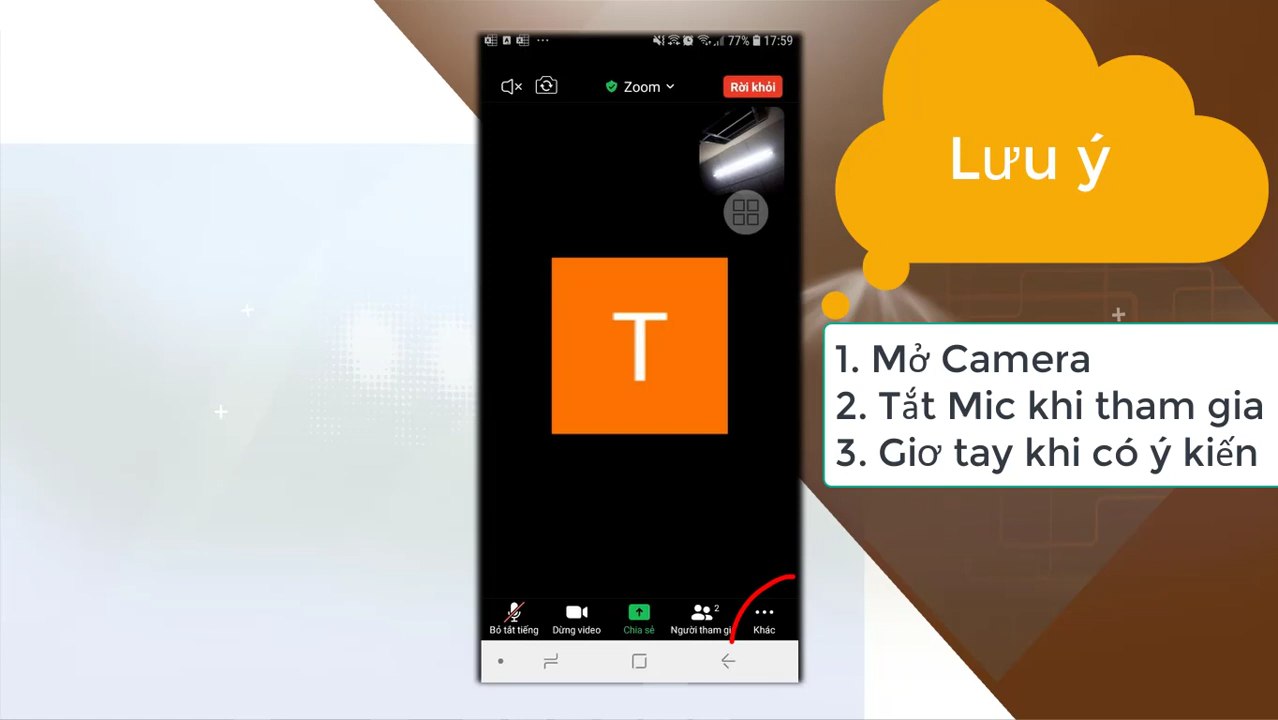 77% 17:59
Zoom
Rời khỏi
T
Bỏ tắt tiếng
Dừng video
Chia sẻ
Người tham gi
2
Khác
Lưu ý
1. Mở Camera
2. Tắt Mic khi tham gia
3. Giơ tay khi có ý kiến